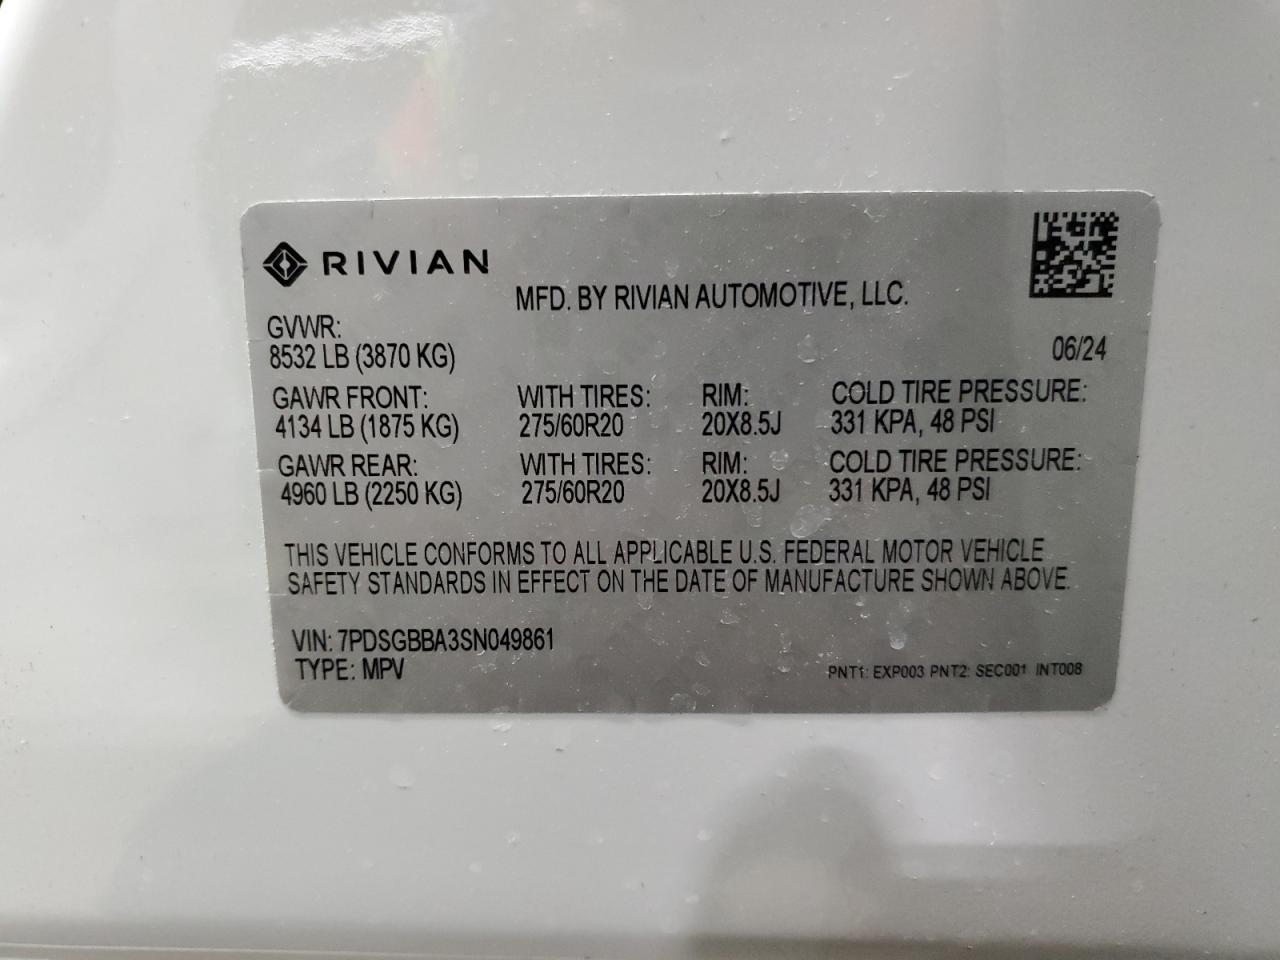 RIVIAN
MFD. BY RIVIAN AUTOMOTIVE, LLC.
GVWR:
8532 LB (3870 KG)
06/24
GAWR FRONT: WITH TIRES: RIM: COLD TIRE PRESSURE:
4134 LB (1875 KG) 275/60R20 20X8.5J 331 KPA, 48 PSI
GAWR REAR: WITH TIRES: RIM: COLD TIRE PRESSURE:
4960 LB (2250 KG) 275/60R20 20X8.5J 331 KPA, 48 PSI
THIS VEHICLE CONFORMS TO ALL APPLICABLE U.S. FEDERAL MOTOR VEHICLE
SAFETY STANDARDS IN EFFECT ON THE DATE OF MANUFACTURE SHOWN ABOVE.
VIN: 7PDSGBBA3SN049861
TYPE: MPV
PNT1: EXP003 PNT2: SEC001 INT008